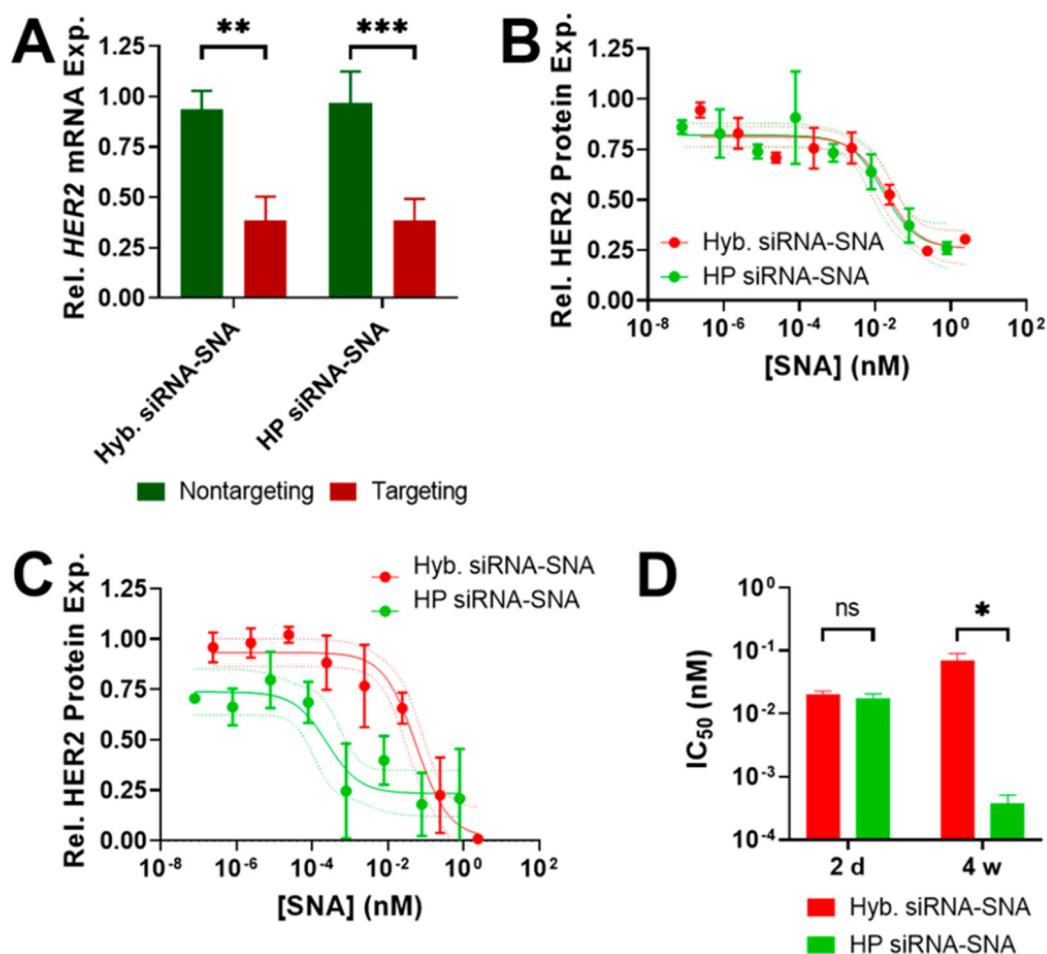 A
Rel. HER2 mRNA Exp.
1.25
1.00
0.75
0.50
0.25
0.00
**
***
Hyb. siRNA-SNA
HP siRNA-SNA
Nontargeting
Targeting
B
Rel. HER2 Protein Exp.
1.25
1.00
0.75
0.50
0.25
0.00
Hyb. siRNA-SNA
HP siRNA-SNA
10⁻⁸ 10⁻⁶ 10⁻⁴ 10⁻² 10⁰ 10²
[SNA] (nM)
C
Hyb. siRNA-SNA
HP siRNA-SNA
Rel. HER2 Protein Exp.
1.25
1.00
0.75
0.50
0.25
0.00
10⁻⁸ 10⁻⁶ 10⁻⁴ 10⁻² 10⁰ 10²
[SNA] (nM)
D
IC₅₀ (nM)
10⁰
10⁻¹
10⁻²
10⁻³
10⁻⁴
ns
*
2 d 4 w
Hyb. siRNA-SNA
HP siRNA-SNA